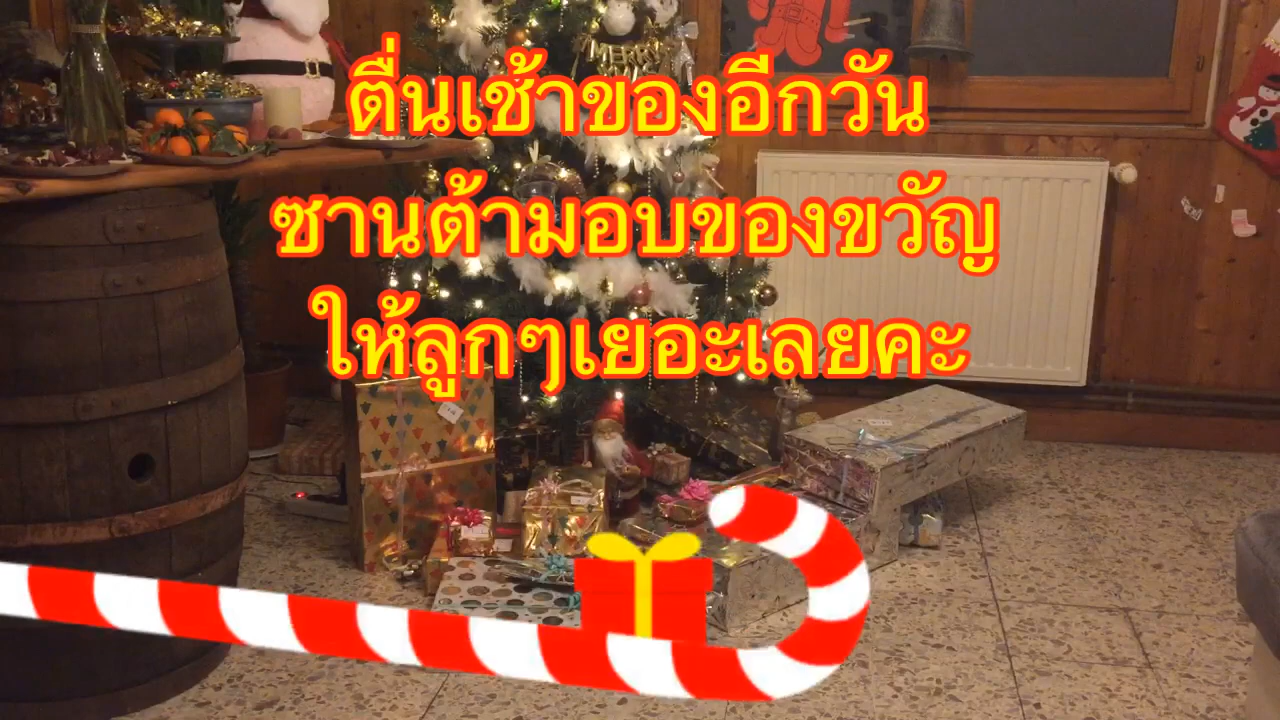 MERRY
ตื่นเช้าของอีกวัน
ซานต้ามอบของขวัญ
ให้ลูกๆเยอะเลยคะ